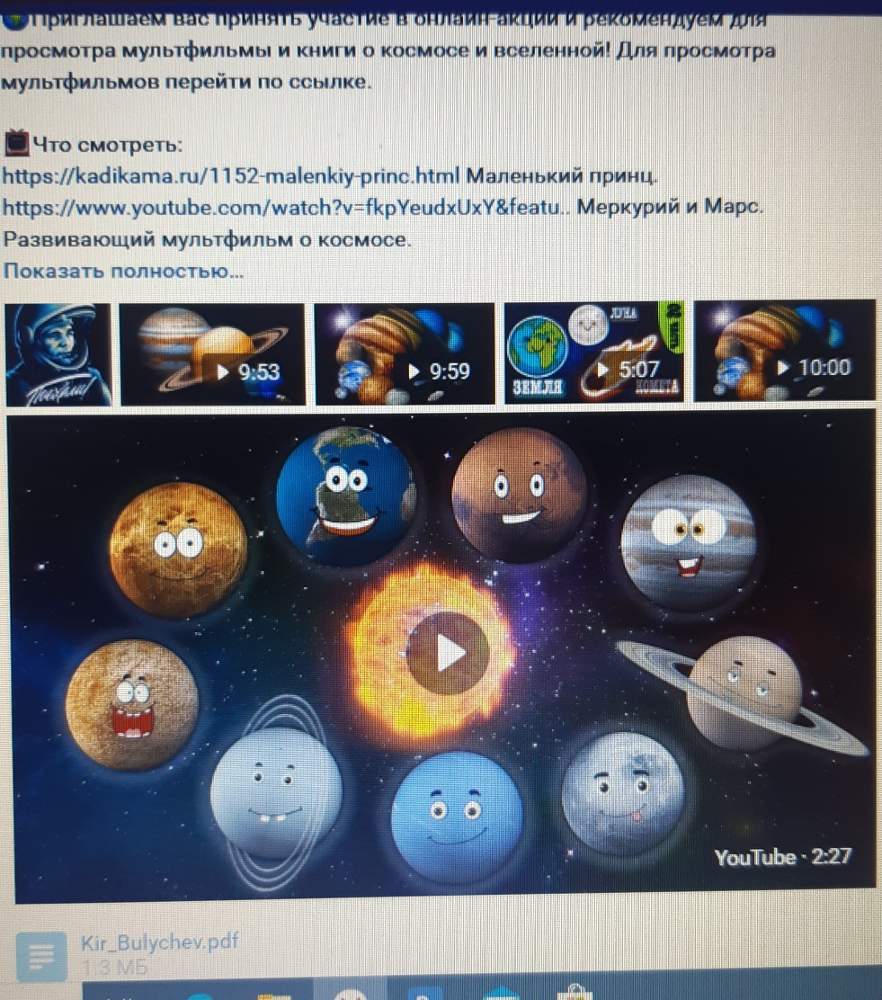 Приглашаем вас принять участие в онлайн-акции и рекомендуем для
просмотра мультфильмы и книги о космосе и вселенной! Для просмотра
мультфильмов перейти по ссылке.
Что смотреть:
https://kadikama.ru/1152-malenkiy-princ.html Маленький принц.
https://www.youtube.com/watch?v=fkpYeudxUxY&featu.. Меркурий и Марс.
Развивающий мультфильм о космосе.
Показать полностью...
Поехали!
9:53
9:59
ЛУНА
5:07
ЗЕМЛЯ
КОМЕТА
10:00
YouTube · 2:27
Kir_Bulychev.pdf
1.3 МБ